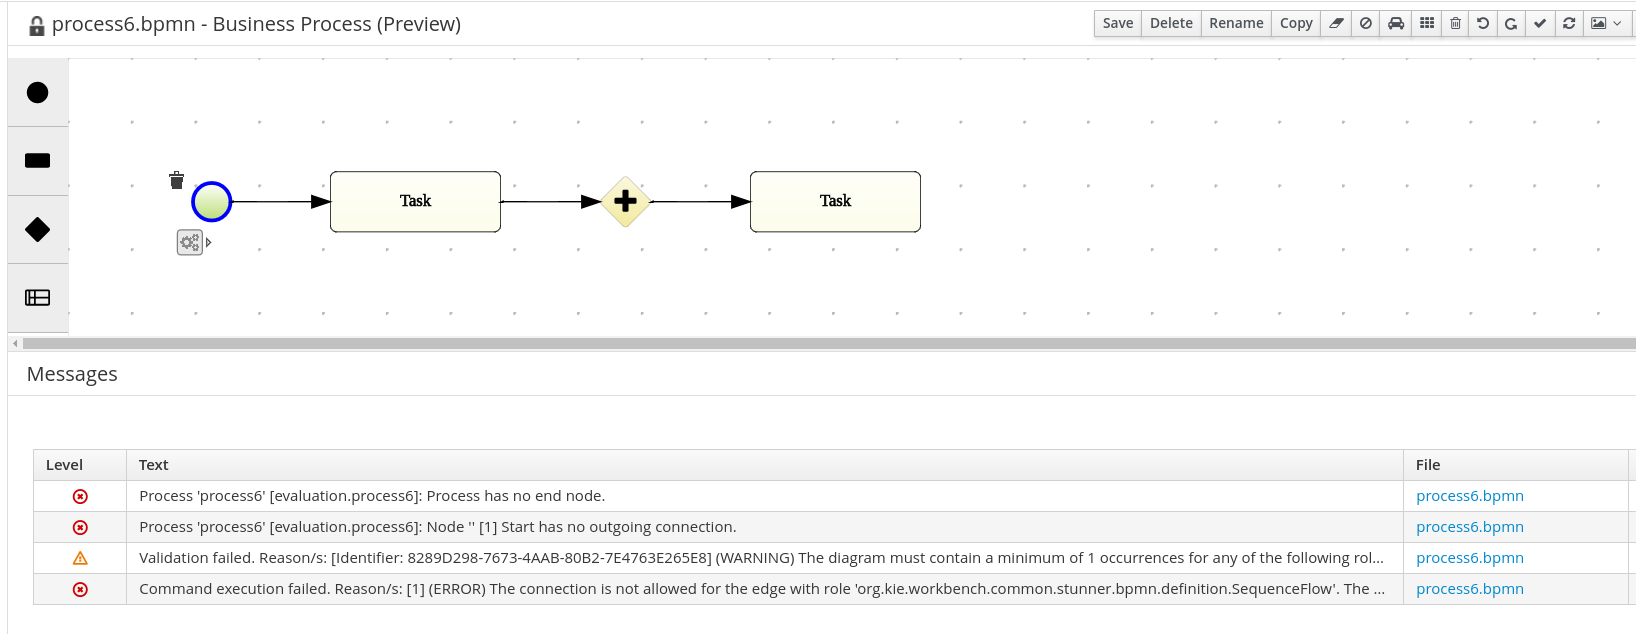 process6.bpmn - Business Process (Preview)
Save Delete Rename Copy
Task Task
Messages
Level Text File
Process 'process6' [evaluation.process6]: Process has no end node. process6.bpmn
Process 'process6' [evaluation.process6]: Node '' [1] Start has no outgoing connection. process6.bpmn
Validation failed. Reason/s: [Identifier: 8289D298-7673-4AAB-80B2-7E4763E265E8] (WARNING) The diagram must contain a minimum of 1 occurrences for any of the following rol... process6.bpmn
Command execution failed. Reason/s: [1] (ERROR) The connection is not allowed for the edge with role 'org.kie.workbench.common.stunner.bpmn.definition.SequenceFlow'. The ... process6.bpmn